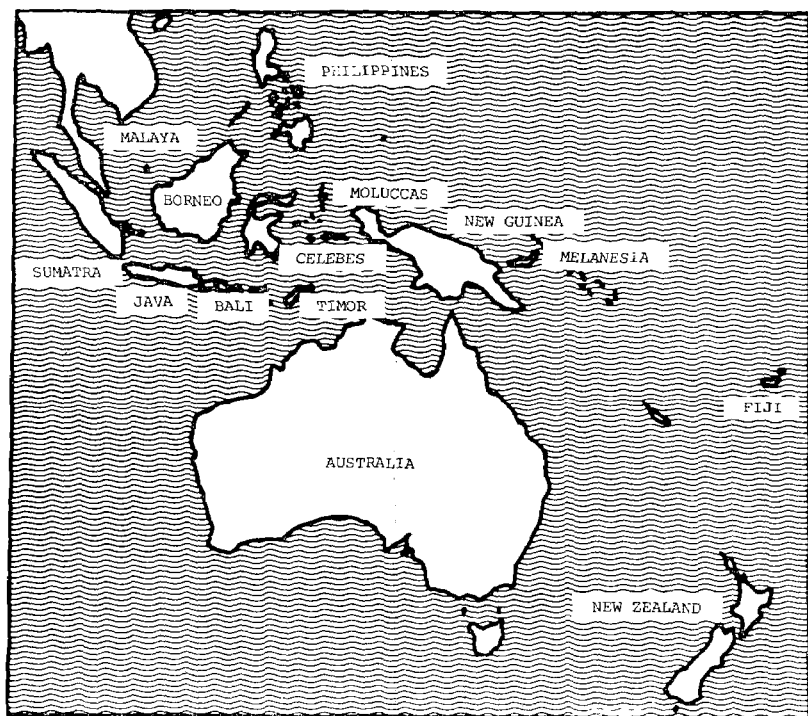 PHILIPPINES
MALAYA
BORNEO
MOLUCCAS
NEW GUINEA
CELEBES
MELANESIA
SUMATRA
JAVA
BALI
TIMOR
FIJI
AUSTRALIA
NEW ZEALAND